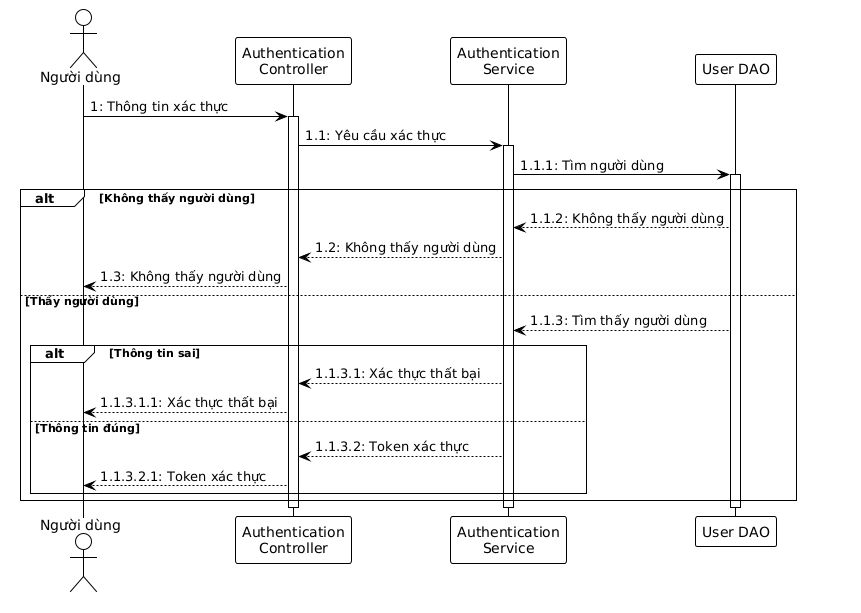 Người dùng
Authentication
Controller
Authentication
Service
User DAO
1: Thông tin xác thực
1.1: Yêu cầu xác thực
1.1.1: Tìm người dùng
alt [Không thấy người dùng]
1.1.2: Không thấy người dùng
1.2: Không thấy người dùng
1.3: Không thấy người dùng
[Thấy người dùng]
1.1.3: Tìm thấy người dùng
alt [Thông tin sai]
1.1.3.1: Xác thực thất bại
1.1.3.1.1: Xác thực thất bại
[Thông tin đúng]
1.1.3.2: Token xác thực
1.1.3.2.1: Token xác thực
Người dùng
Authentication
Controller
Authentication
Service
User DAO